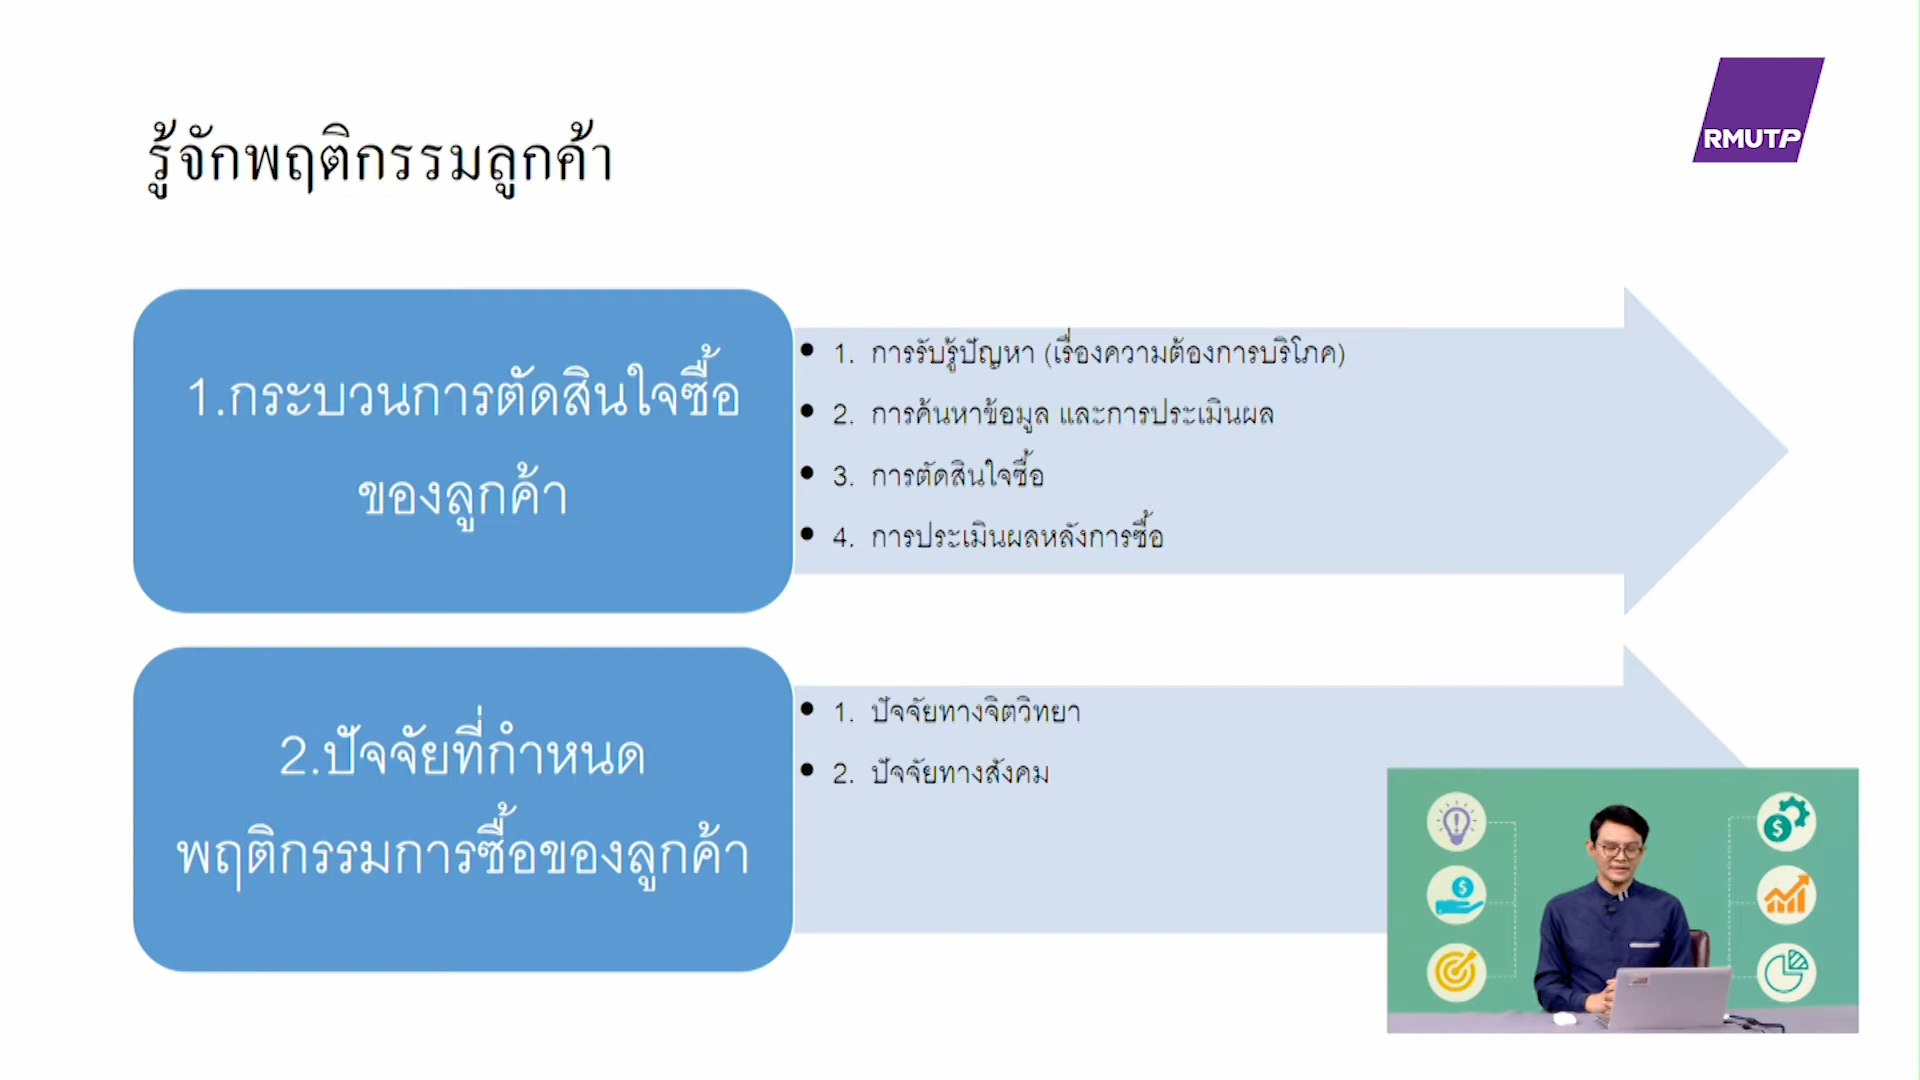 RMUTP
รู้จักพฤติกรรมลูกค้า
1.กระบวนการตัดสินใจซื้อ
ของลูกค้า
• 1. การรับรู้ปัญหา (เรื่องความต้องการบริโภค)
• 2. การค้นหาข้อมูล และการประเมินผล
• 3. การตัดสินใจซื้อ
• 4. การประเมินผลหลังการซื้อ
2.ปัจจัยที่กำหนด
พฤติกรรมการซื้อของลูกค้า
• 1. ปัจจัยทางจิตวิทยา
• 2. ปัจจัยทางสังคม